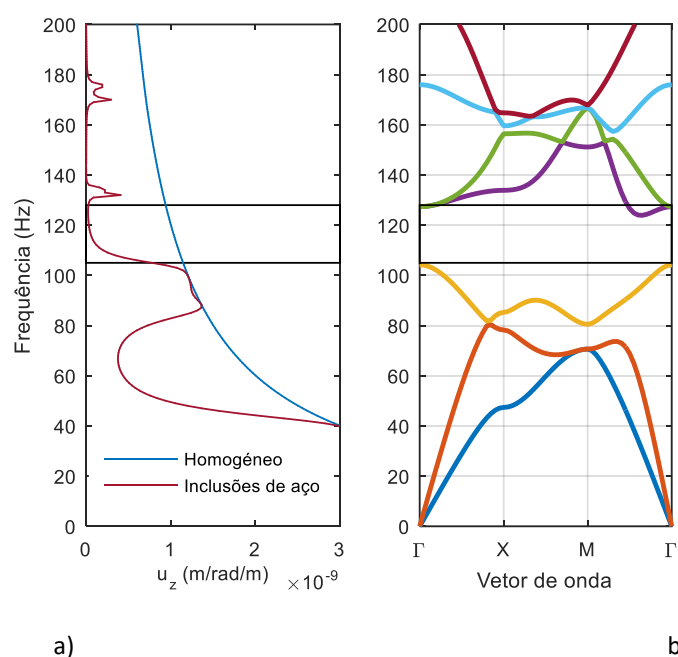 200
180
160
140
120
100
80
60
40
20
0
Frequência (Hz)
Homogéneo
Inclusões de aço
0 1 2 3
u_z (m/rad/m) ×10^-9
a)
200
180
160
140
120
100
80
60
40
20
0
Γ X M Γ
Vetor de onda
b